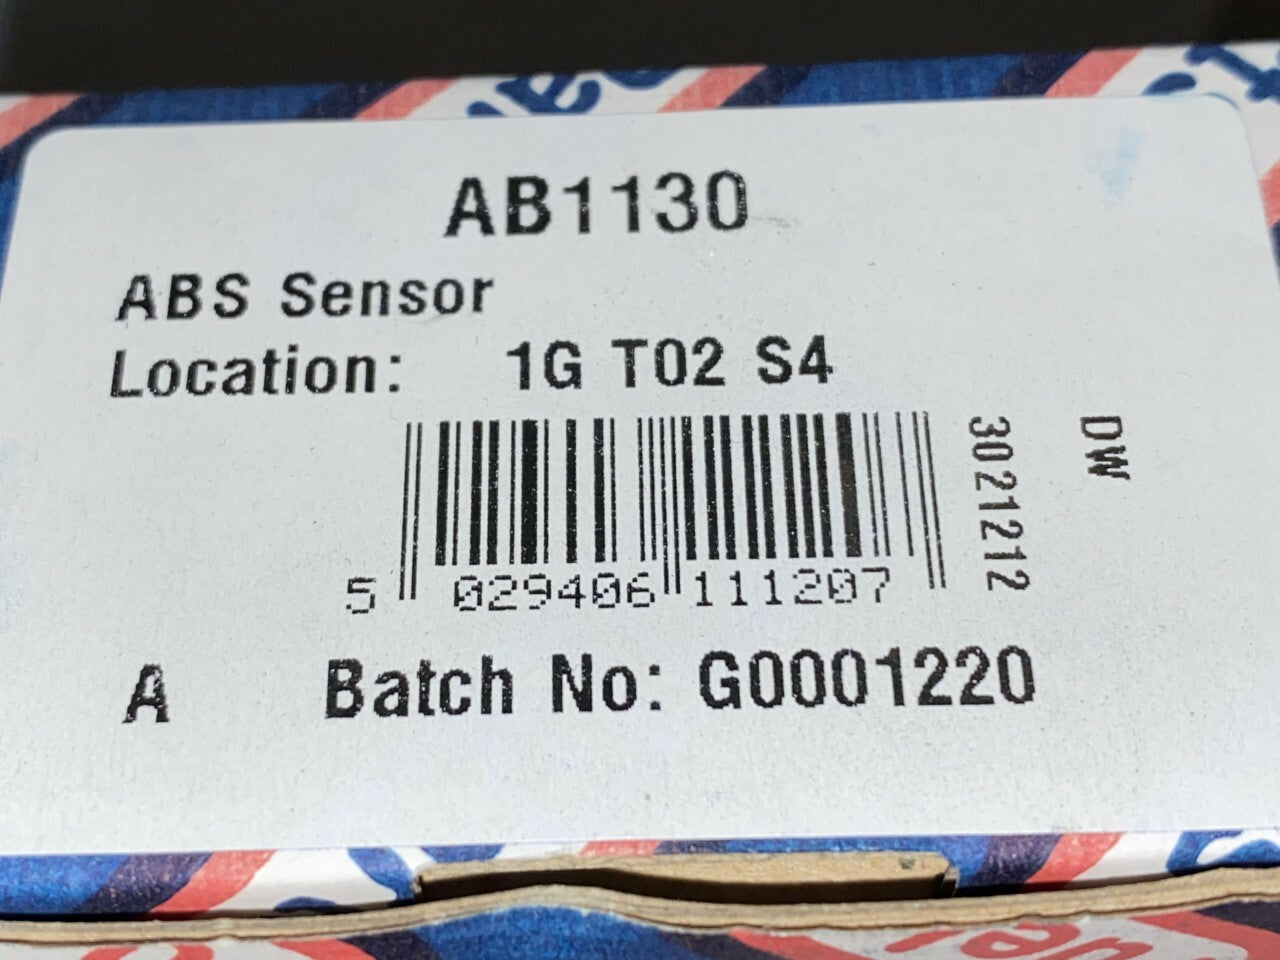 AB1130
ABS Sensor
Location: 1G T02 S4
5 029406 111207
3021212
DW
A Batch No: G0001220